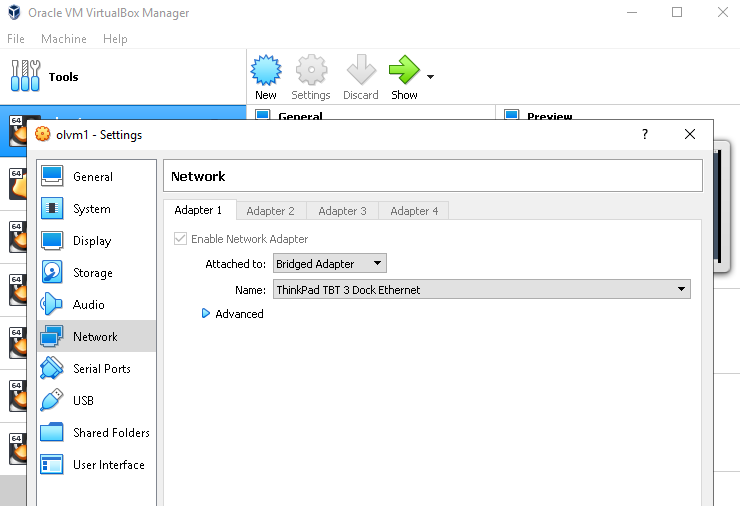 Oracle VM VirtualBox Manager
File Machine Help
Tools
New Settings Discard Show
General Preview
64
olvm1 - Settings ?
General
System
Display
Storage
Audio
Network
Serial Ports
USB
Shared Folders
User Interface
Network
Adapter 1 Adapter 2 Adapter 3 Adapter 4
Enable Network Adapter
Attached to: Bridged Adapter
Name: ThinkPad TBT 3 Dock Ethernet
Advanced
64
64
64
64
64
64